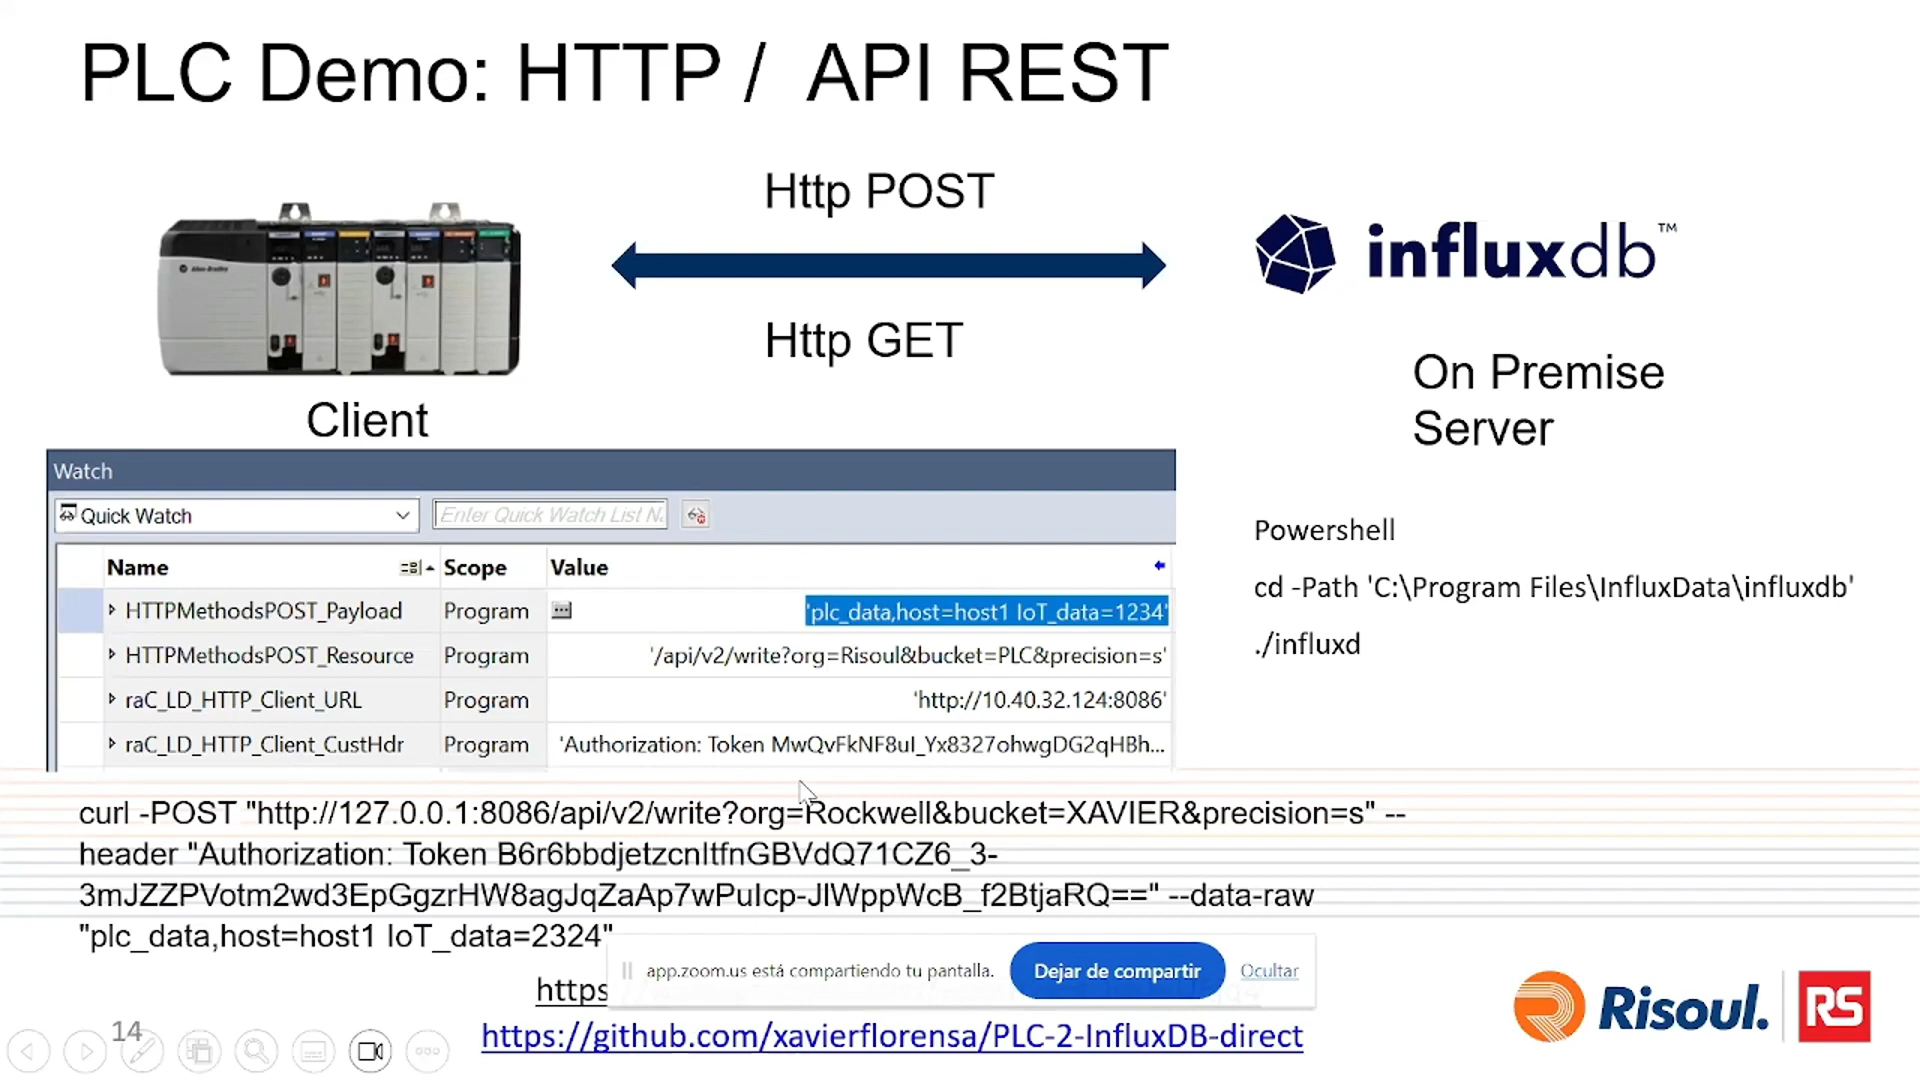 PLC Demo: HTTP / API REST
Http POST
influxdb™
Http GET
On Premise
Server
Client
Watch
Quick Watch
Enter Quick Watch List N
Name Scope Value
HTTPMethodsPOST_Payload Program 'plc_data,host=host1 IoT_data=1234'
HTTPMethodsPOST_Resource Program '/api/v2/write?org=Risoul&bucket=PLC&precision=s'
raC_LD_HTTP_Client_URL Program 'http://10.40.32.124:8086'
raC_LD_HTTP_Client_CustHdr Program 'Authorization: Token MwQvFkNF8uI_Yx8327ohwgDG2qHBh...
Powershell
cd -Path 'C:\Program Files\InfluxData\influxdb'
./influxd
curl -POST "http://127.0.0.1:8086/api/v2/write?org=Rockwell&bucket=XAVIER&precision=s" --
header "Authorization: Token B6r6bbdjetzcnItfnGBVdQ71CZ6_3-
3mJZZPVotm2wd3EpGgzrHW8agJqZaAp7wPuIcp-JIWppWcB_f2BtjaRQ==" --data-raw
"plc_data,host=host1 IoT_data=2324"
app.zoom.us está compartiendo tu pantalla. Dejar de compartir Ocultar
https
https://github.com/xavierflorensa/PLC-2-InfluxDB-direct
14
Risoul. RS